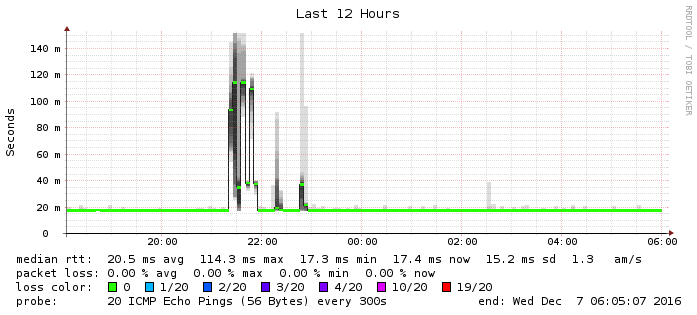 Last 12 Hours
RRDTOOL / TOBI OETIKER
Seconds
140 m
120 m
100 m
80 m
60 m
40 m
20 m
0
20:00 22:00 00:00 02:00 04:00 06:00
median rtt: 20.5 ms avg 114.3 ms max 17.3 ms min 17.4 ms now 15.2 ms sd 1.3 am/s
packet loss: 0.00 % avg 0.00 % max 0.00 % min 0.00 % now
loss color: 0 1/20 2/20 3/20 4/20 10/20 19/20
probe: 20 ICMP Echo Pings (56 Bytes) every 300s end: Wed Dec 7 06:05:07 2016